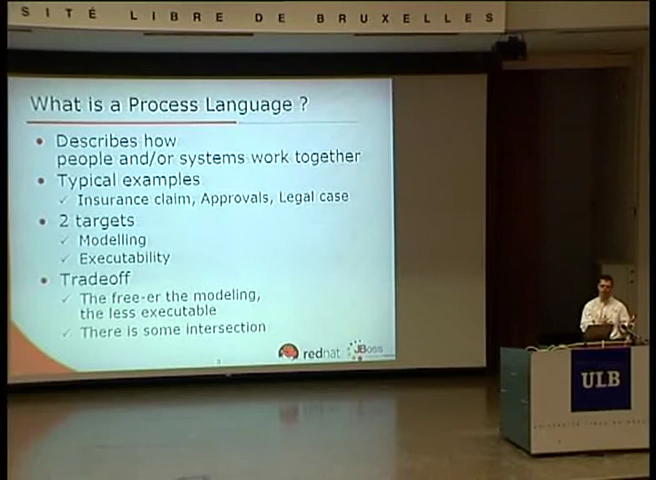 SITÉ LIBRE DE BRUXELLES
What is a Process Language ?
Describes how
people and/or systems work together
Typical examples
Insurance claim, Approvals, Legal case
2 targets
Modelling
Executability
Tradeoff
The free-er the modeling,
the less executable
There is some intersection
redhat JBoss
ULB